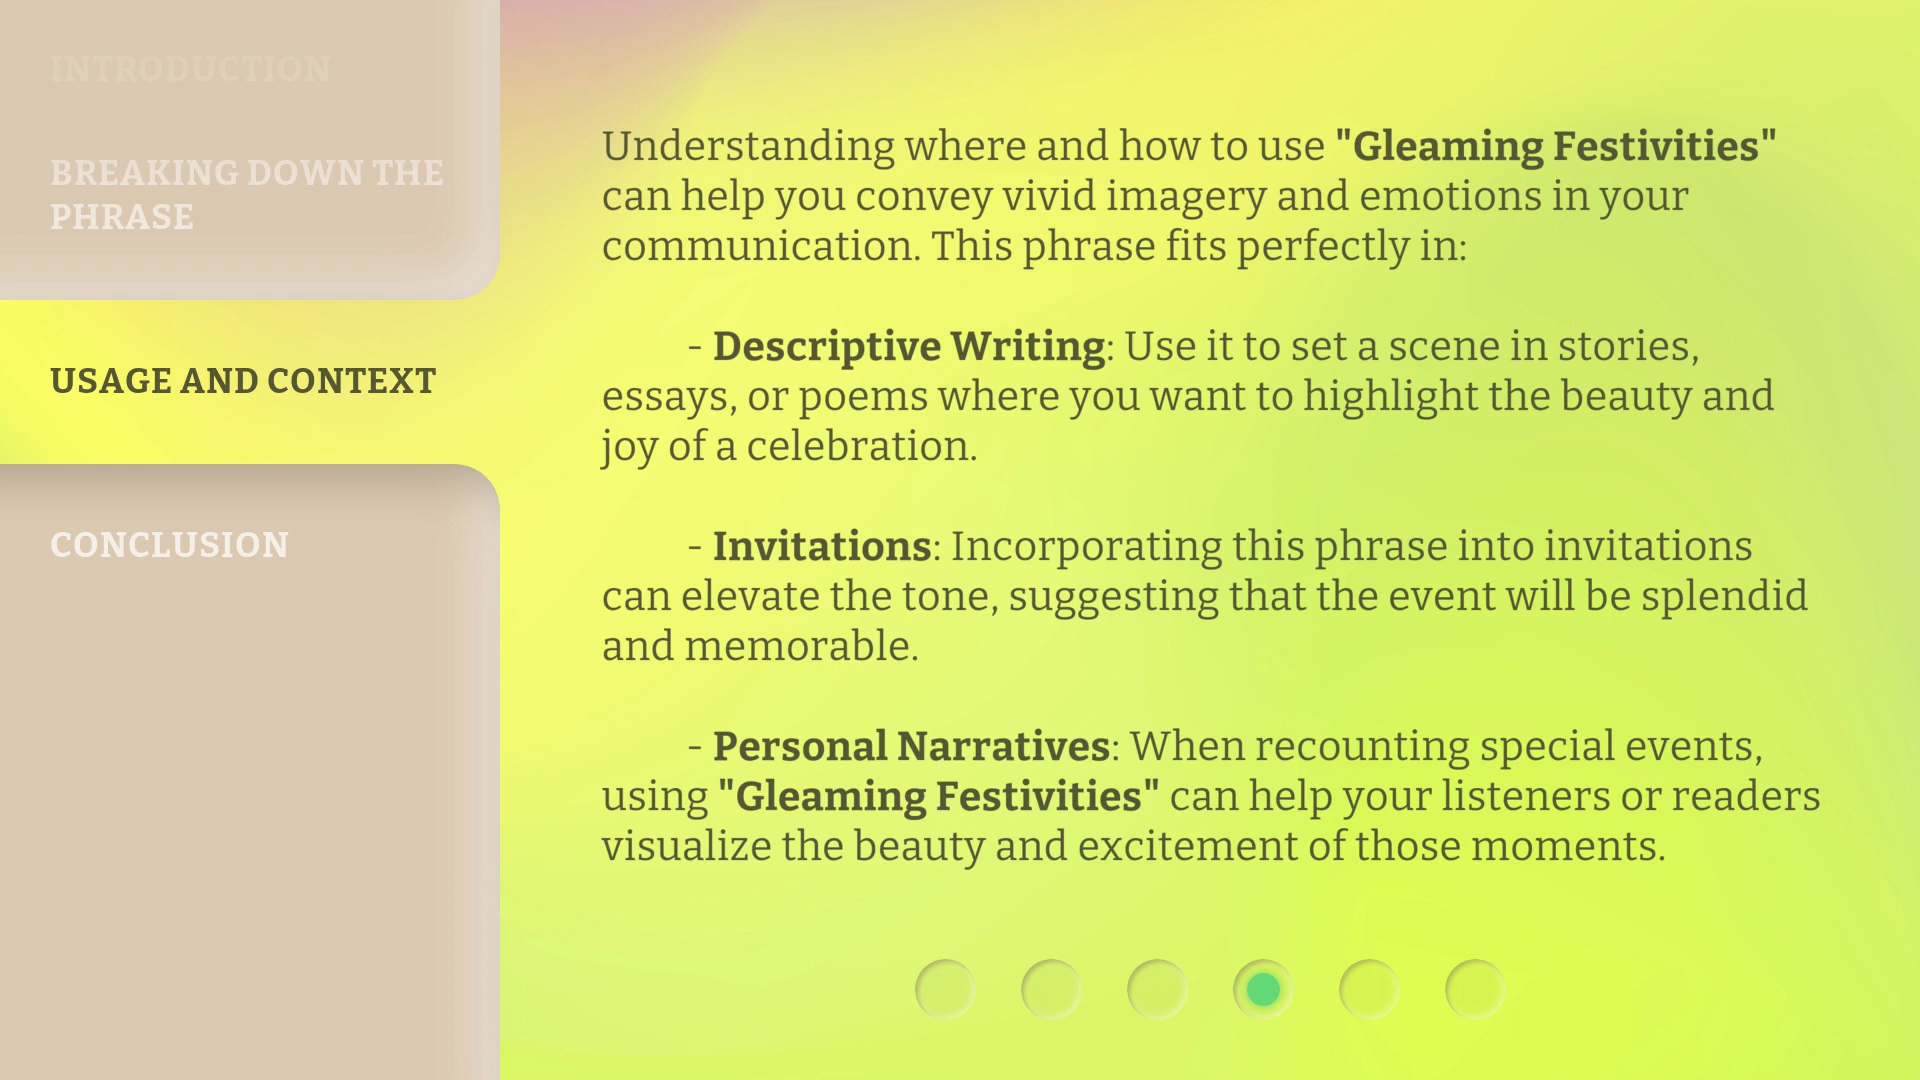 INTRODUCTION
BREAKING DOWN THE
PHRASE
USAGE AND CONTEXT
CONCLUSION
Understanding where and how to use "Gleaming Festivities"
can help you convey vivid imagery and emotions in your
communication. This phrase fits perfectly in:
- Descriptive Writing: Use it to set a scene in stories,
essays, or poems where you want to highlight the beauty and
joy of a celebration.
- Invitations: Incorporating this phrase into invitations
can elevate the tone, suggesting that the event will be splendid
and memorable.
- Personal Narratives: When recounting special events,
using "Gleaming Festivities" can help your listeners or readers
visualize the beauty and excitement of those moments.